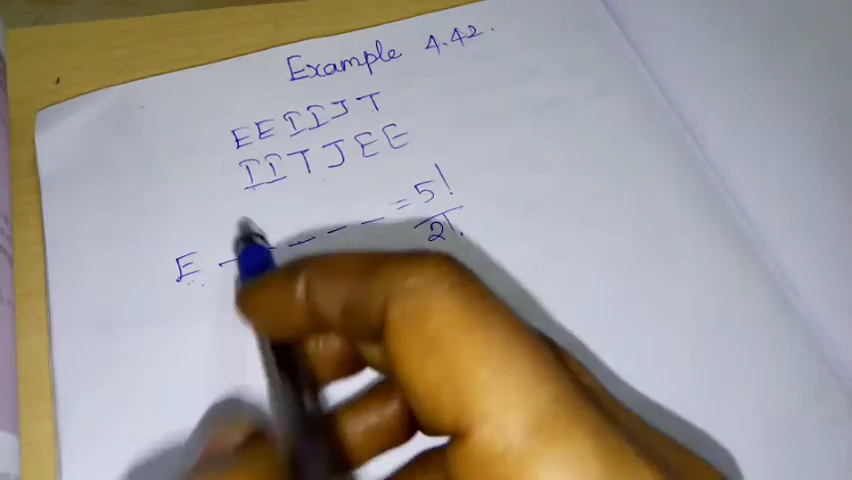 Example 4.42.
EEIIJT
IITJEE
E - - - - - = 5!/2!